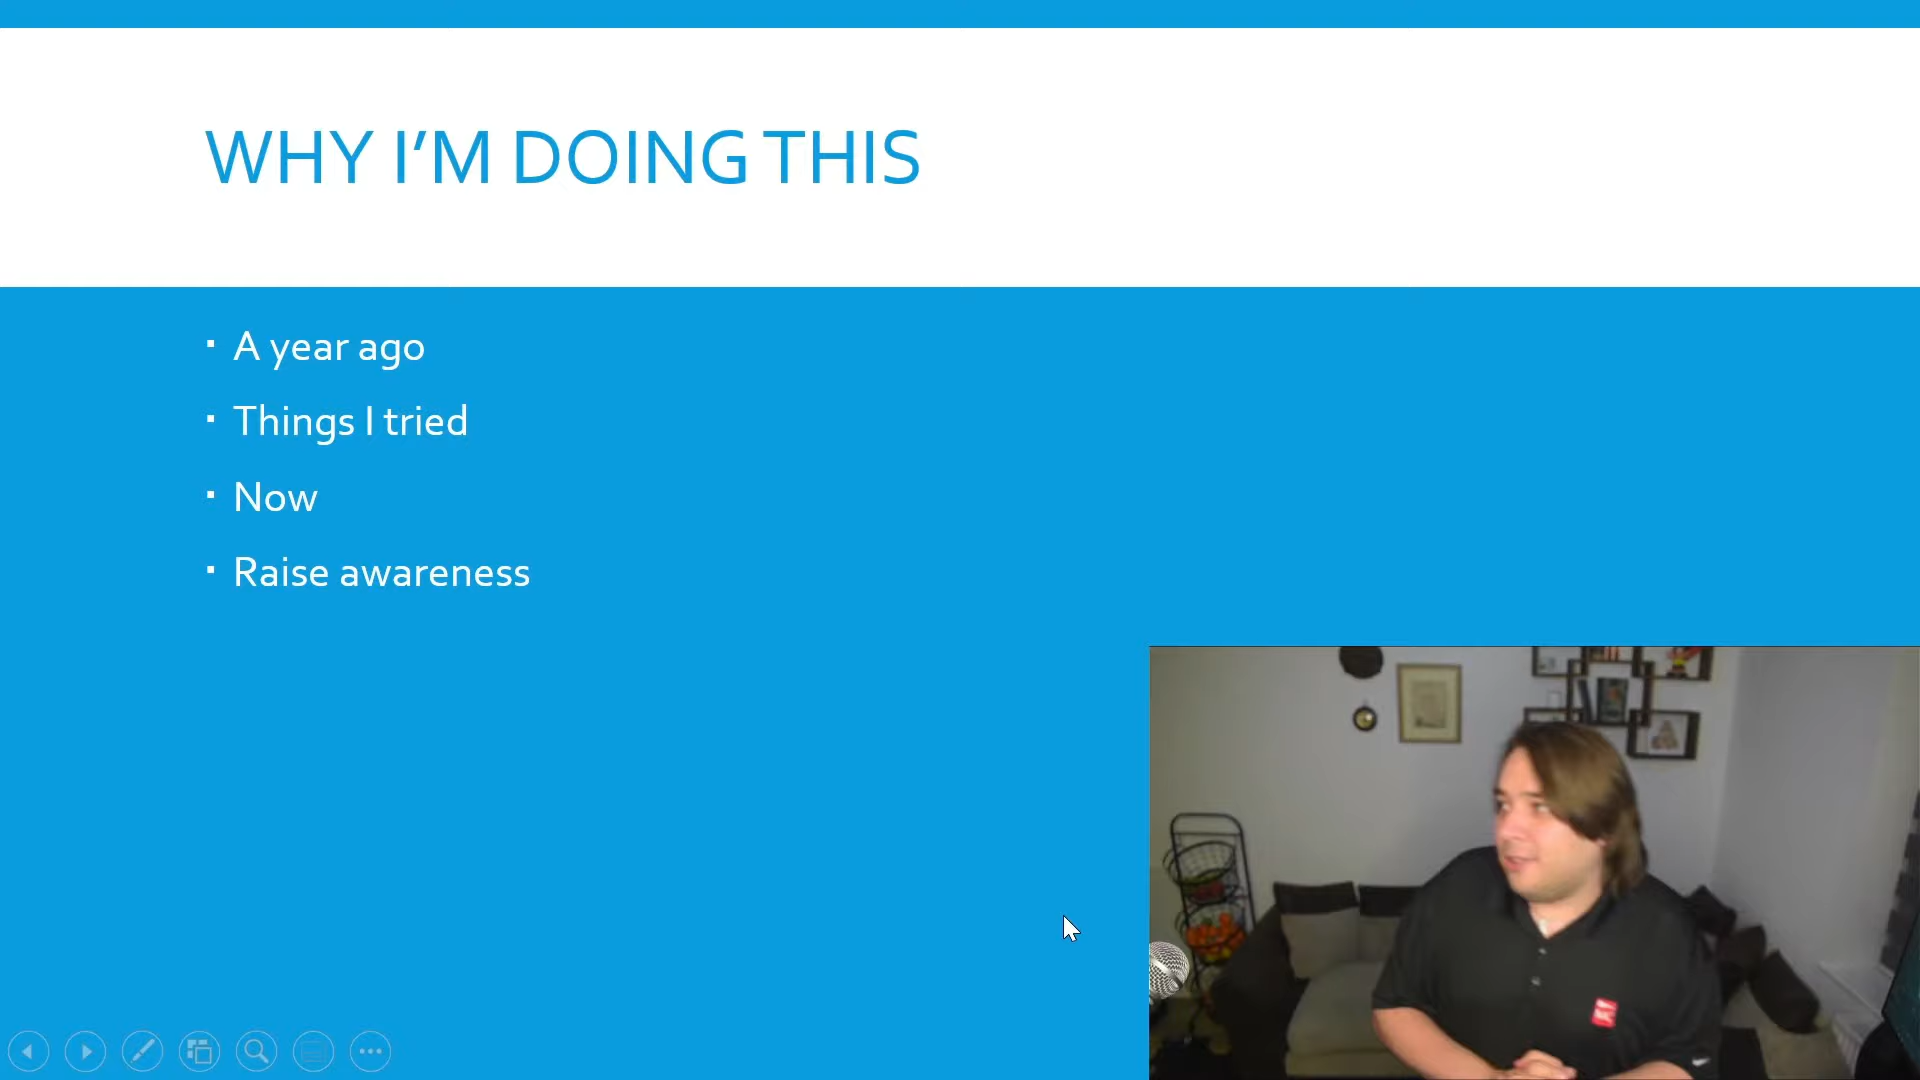 WHY I’M DOING THIS
▪ A year ago
▪ Things I tried
▪ Now
▪ Raise awareness